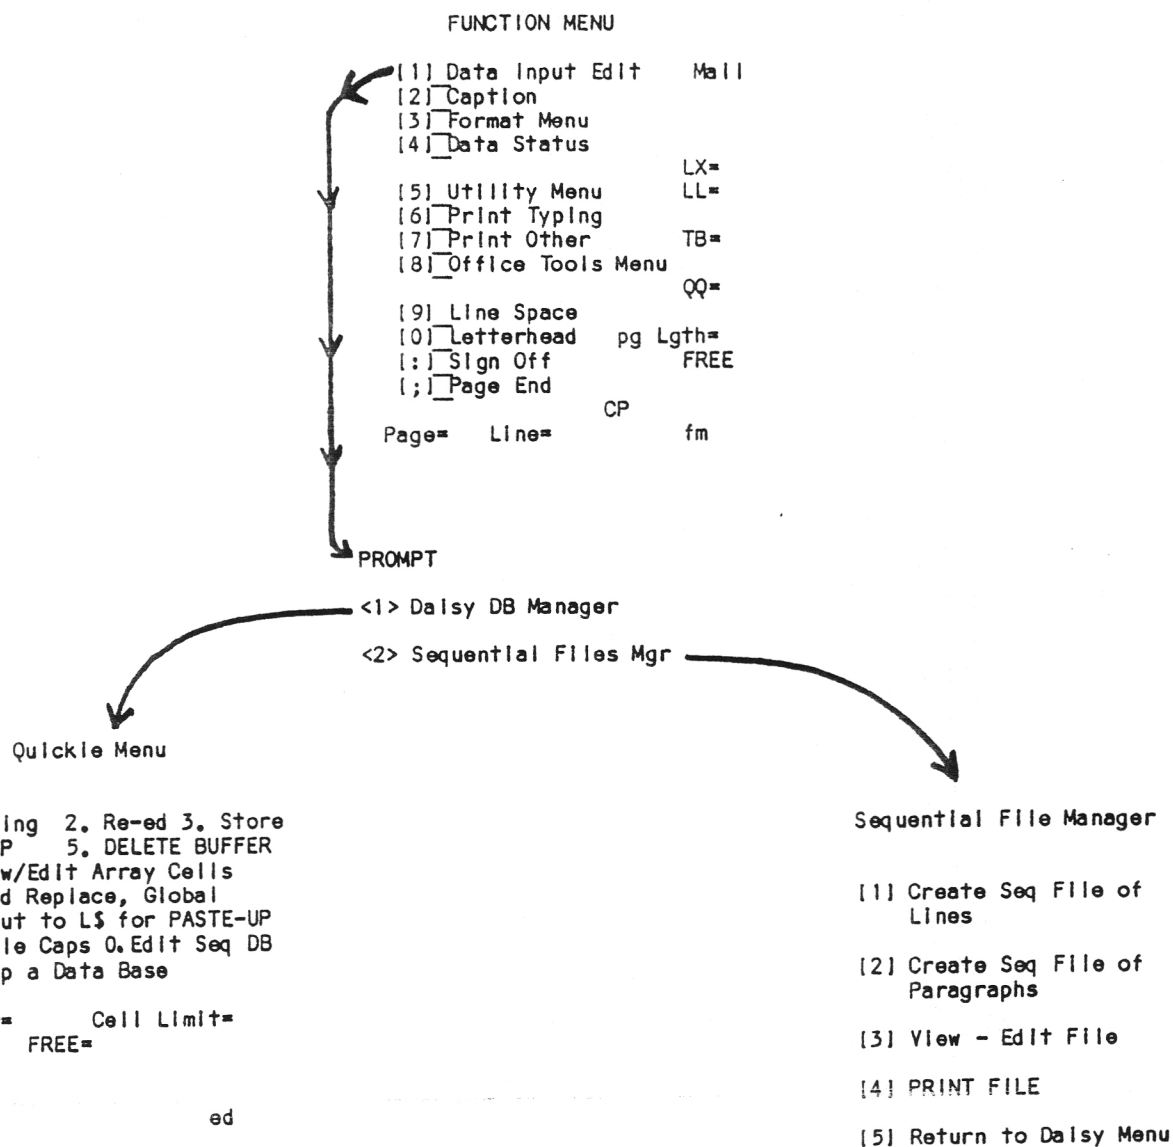 FUNCTION MENU
[1] Data Input Edit Mail
[2] Caption
[3] Format Menu
[4] Data Status
LX=
[5] Utility Menu LL=
[6] Print Typing
[7] Print Other TB=
[8] Office Tools Menu
QQ=
[9] Line Space
[0] Letterhead pg Lgth=
[:] Sign Off FREE
[;] Page End
CP
Page= Line= fm
PROMPT
<1> Daisy DB Manager
<2> Sequential Files Mgr
Quickie Menu
ing 2. Re-ed 3. Store
P 5. DELETE BUFFER
w/Edit Array Cells
d Replace, Global
ut to L$ for PASTE-UP
le Caps 0.Edit Seq DB
p a Data Base
= Cell Limit=
FREE=
ed
Sequential File Manager
[1] Create Seq File of
Lines
[2] Create Seq File of
Paragraphs
[3] View - Edit File
[4] PRINT FILE
[5] Return to Daisy Menu